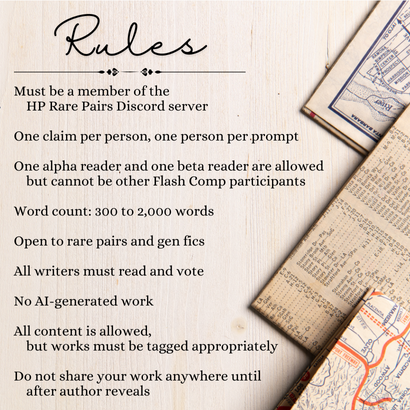 Rules
Must be a member of the
HP Rare Pairs Discord server
One claim per person, one person per prompt
One alpha reader and one beta reader are allowed
but cannot be other Flash Comp participants
Word count: 300 to 2,000 words
Open to rare pairs and gen fics
All writers must read and vote
No AI-generated work
All content is allowed,
but works must be tagged appropriately
Do not share your work anywhere until
after author reveals
River